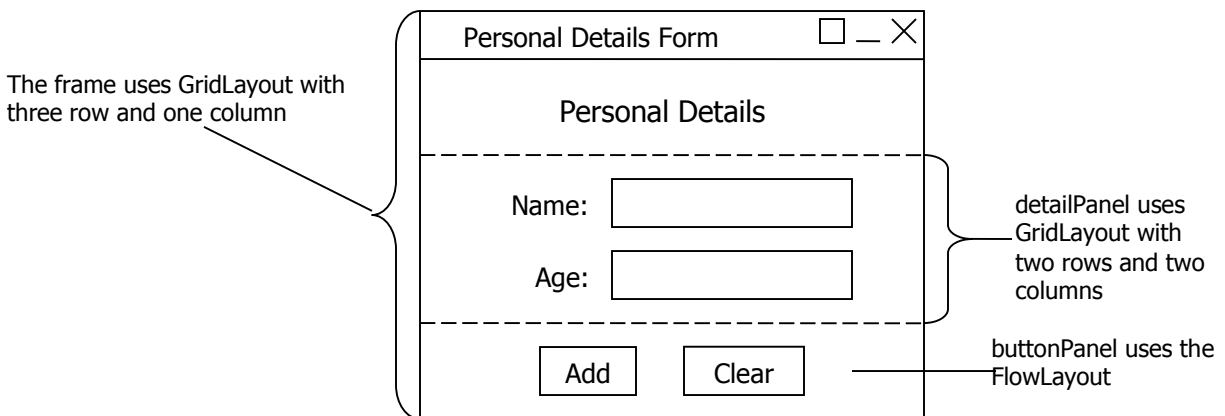 Personal Details Form
The frame uses GridLayout with
three row and one column
Personal Details
Name:
Age:
detailPanel uses
GridLayout with
two rows and two
columns
Add
Clear
buttonPanel uses the
FlowLayout